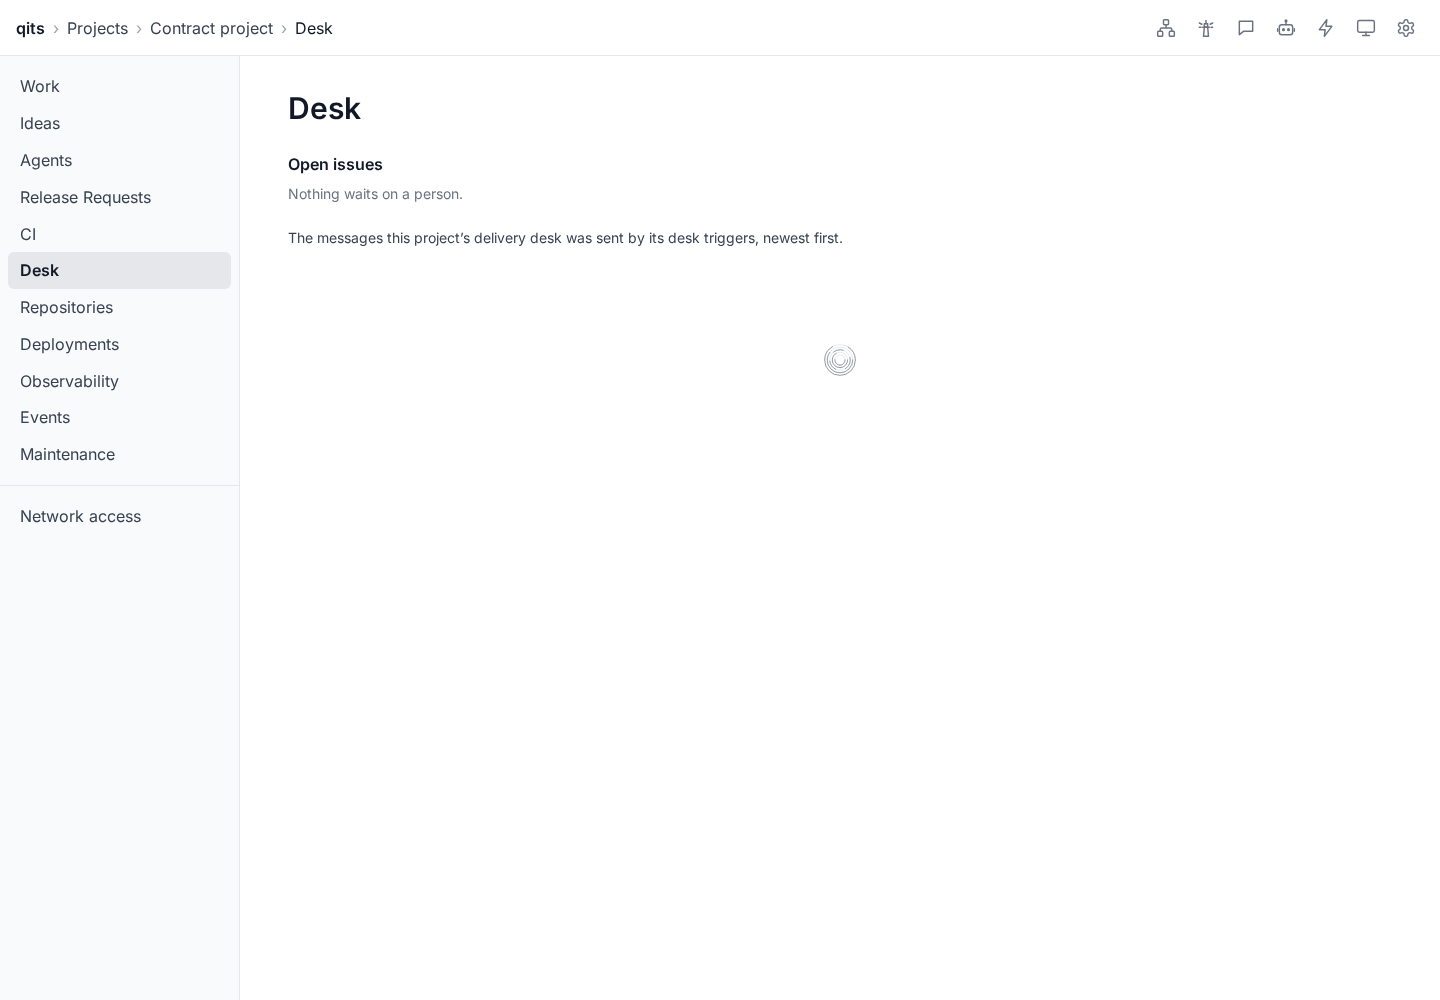 qits › Projects › Contract project › Desk
Work
Ideas
Agents
Release Requests
CI
Desk
Repositories
Deployments
Observability
Events
Maintenance
Network access
Desk
Open issues
Nothing waits on a person.
The messages this project’s delivery desk was sent by its desk triggers, newest first.